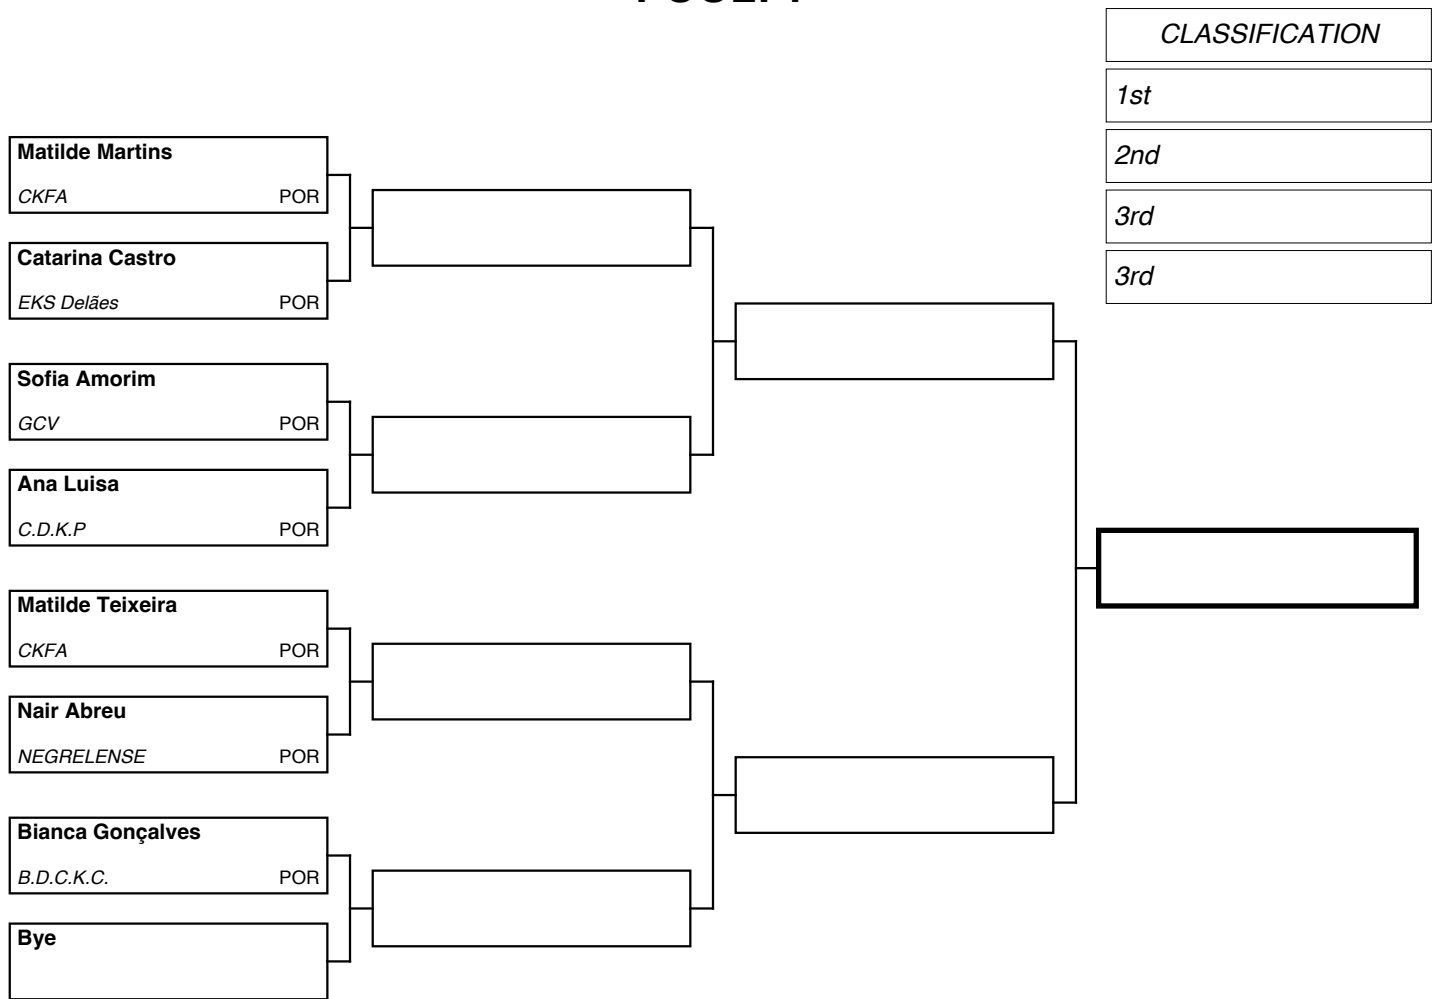 CLASSIFICATION
1st
2nd
3rd
3rd
Matilde Martins
CKFA POR
Catarina Castro
EKS Delães POR
Sofia Amorim
GCV POR
Ana Luisa
C.D.K.P POR
Matilde Teixeira
CKFA POR
Nair Abreu
NEGRELENSE POR
Bianca Gonçalves
B.D.C.K.C. POR
Bye